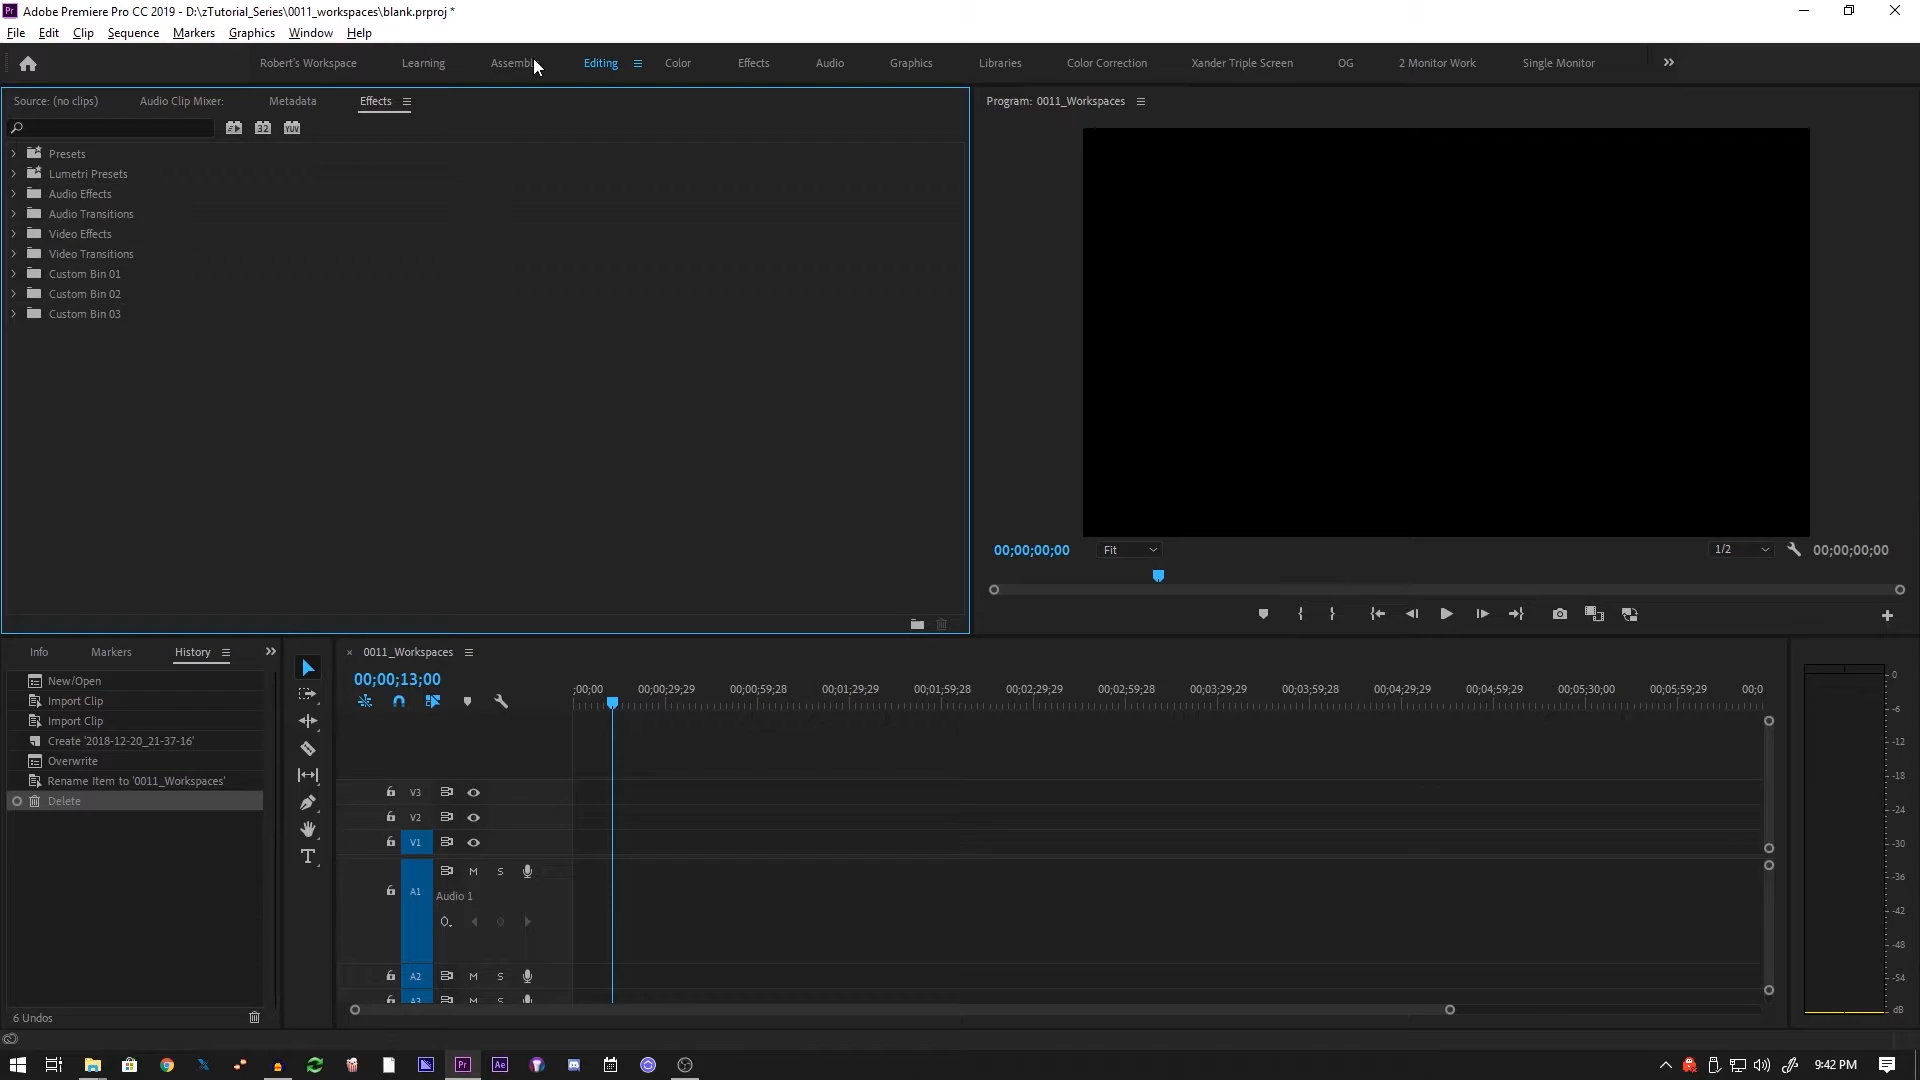 Pr Adobe Premiere Pro CC 2019 - D:\zTutorial_Series\0011_workspaces\blank.prproj *
File Edit Clip Sequence Markers Graphics Window Help
Robert's Workspace Learning Editing Color Effects Audio Graphics Libraries Color Correction Xander Triple Screen OG 2 Monitor Work Single Monitor
Source: (no clips) Audio Clip Mixer: Metadata Effects
32 YUV
Presets
Lumetri Presets
Audio Effects
Audio Transitions
Video Effects
Video Transitions
Custom Bin 01
Custom Bin 02
Custom Bin 03
Program: 0011_Workspaces
00;00;00;00 Fit 1/2 00;00;00;00
Info Markers History
New/Open
Import Clip
Import Clip
Create '2018-12-20_21-37-16'
Overwrite
Rename Item to '0011_Workspaces'
Delete
6 Undos
× 0011_Workspaces
00;00;13;00
;00;00 00;00;29;29 00;00;59;28 00;01;29;29 00;01;59;28 00;02;29;29 00;02;59;28 00;03;29;29 00;03;59;28 00;04;29;29 00;04;59;29 00;05;30;00 00;05;59;29 00;0
V3
V2
V1
A1 M S
Audio 1
A2 M S
A3 M S
0
-6
-12
-18
-24
-30
-36
-42
-48
-54
dB
Pr Ae 9:42 PM